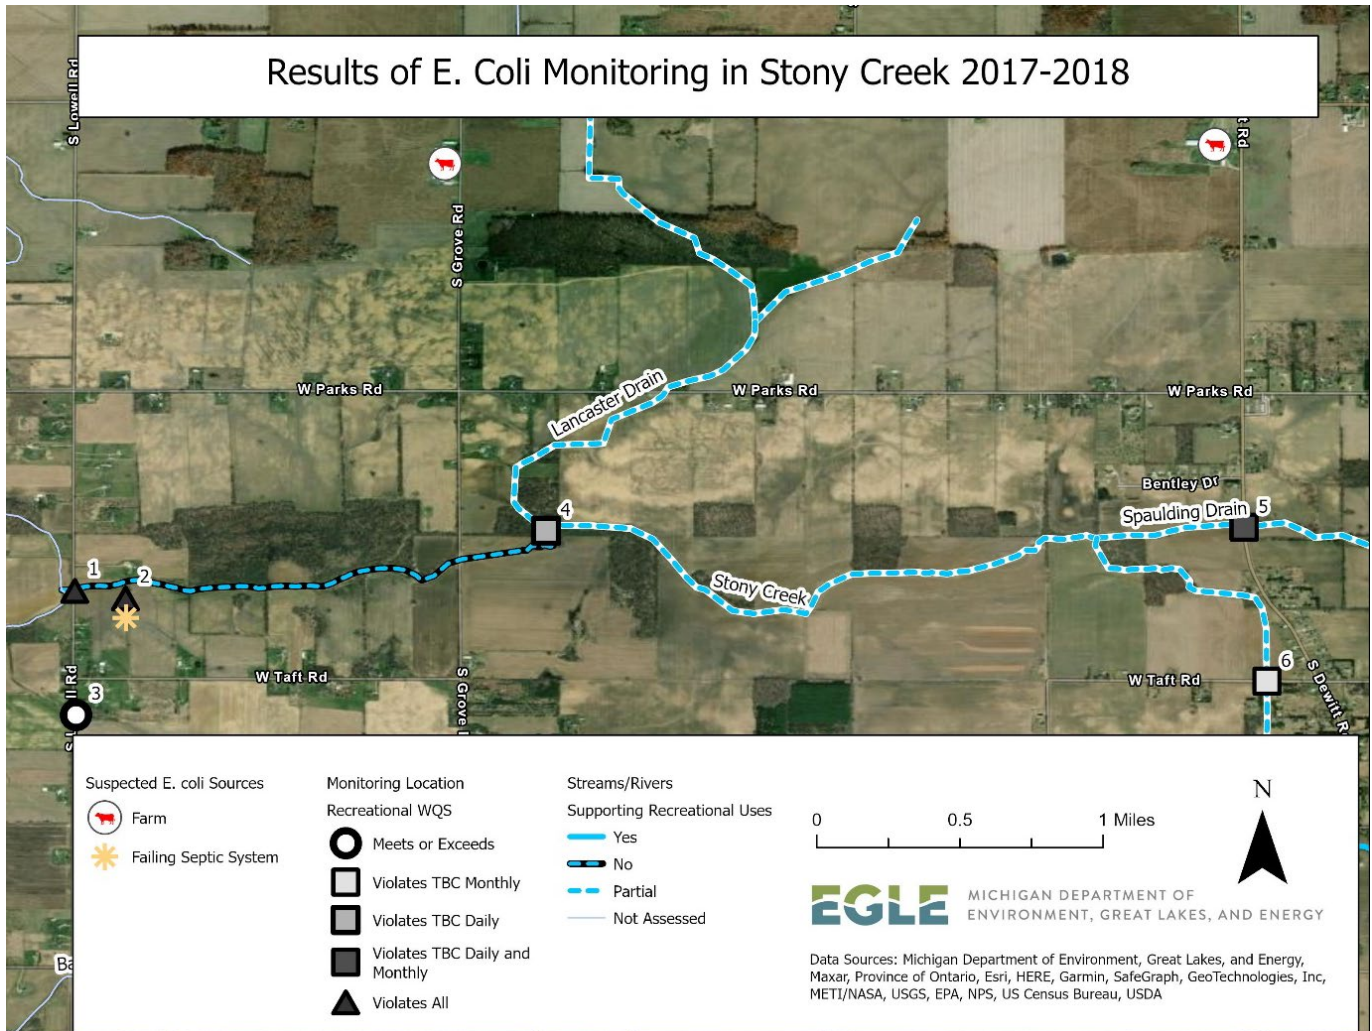 Results of E. Coli Monitoring in Stony Creek 2017-2018
S Lowell Rd
t Rd
S Grove Rd
W Parks Rd
W Parks Rd
W Parks Rd
Lancaster Drain
Bentley Dr
4
Spaulding Drain
5
1
2
Stony Creek
W Taft Rd
S Grove
W Taft Rd
6
S Dewitt R
ll Rd
3
Suspected E. coli Sources
Farm
Failing Septic System
Monitoring Location
Recreational WQS
Meets or Exceeds
Violates TBC Monthly
Violates TBC Daily
Violates TBC Daily and
Monthly
Violates All
Streams/Rivers
Supporting Recreational Uses
Yes
No
Partial
Not Assessed
0 0.5 1 Miles
N
EGLE
MICHIGAN DEPARTMENT OF
ENVIRONMENT, GREAT LAKES, AND ENERGY
Data Sources: Michigan Department of Environment, Great Lakes, and Energy,
Maxar, Province of Ontario, Esri, HERE, Garmin, SafeGraph, GeoTechnologies, Inc,
METI/NASA, USGS, EPA, NPS, US Census Bureau, USDA
Ba